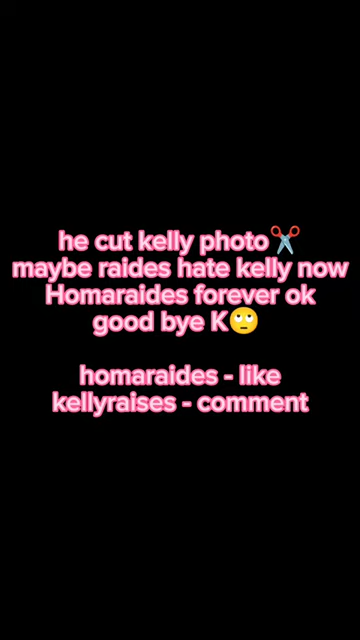 he cut kelly photo✂️
maybe raides hate kelly now
Homaraides forever ok
good bye K🙄
homaraides - like
kellyraises - comment